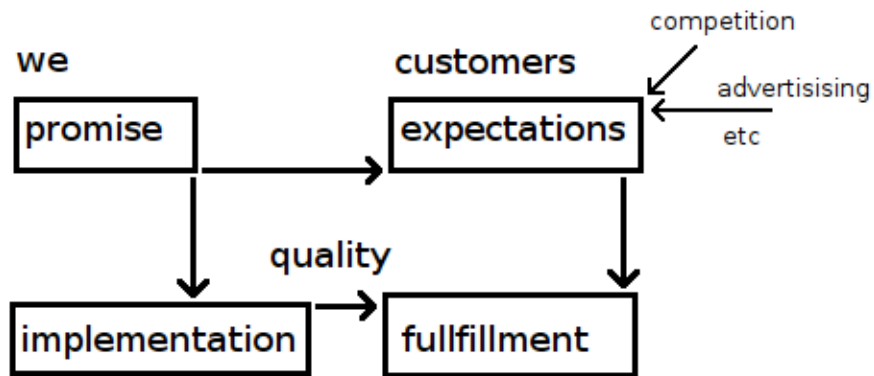 competition
we
customers
advertisising
promise
expectations
etc
quality
implementation
fullfillment